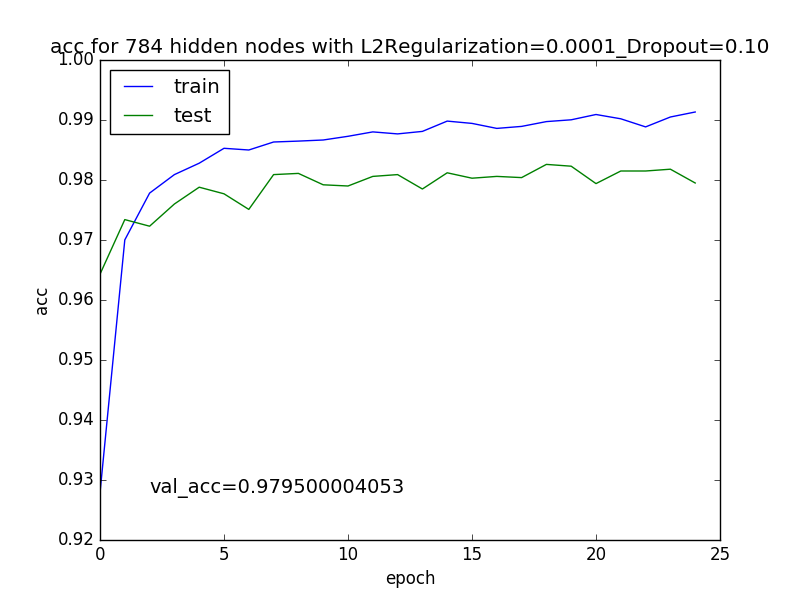 acc for 784 hidden nodes with L2Regularization=0.0001_Dropout=0.10
1.00
0.99
0.98
0.97
0.96
0.95
0.94
0.93
0.92
acc
train
test
val_acc=0.979500004053
0 5 10 15 20 25
epoch